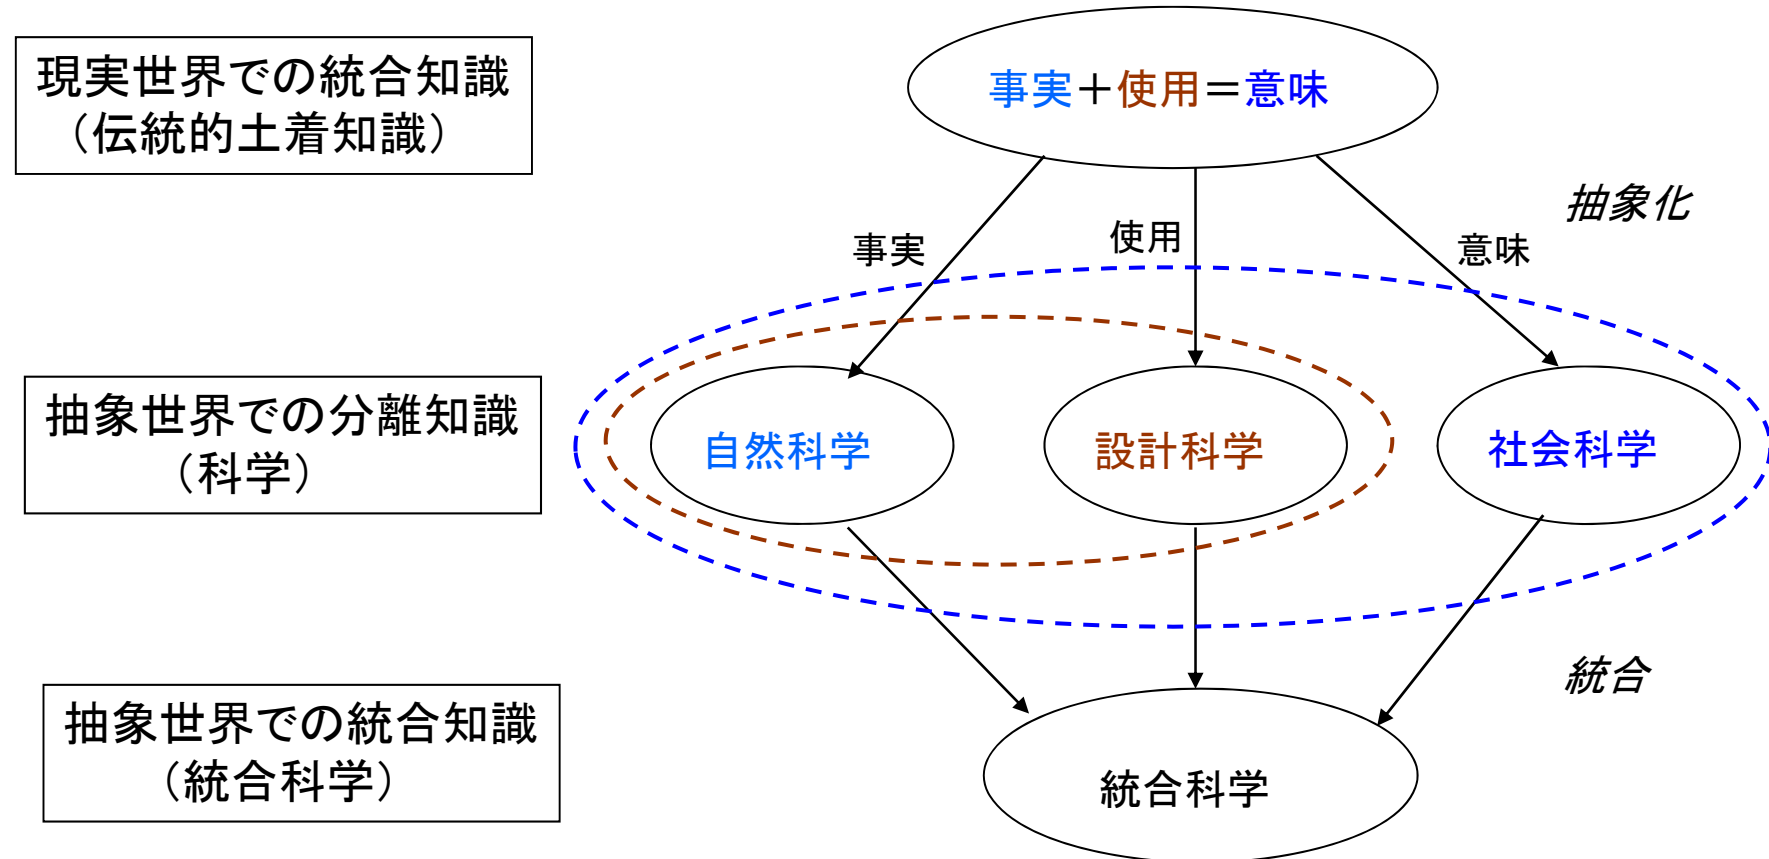 現実世界での統合知識
（伝統的土着知識）
事実＋使用＝意味
抽象化
事実
使用
意味
抽象世界での分離知識
（科学）
自然科学
設計科学
社会科学
統合
抽象世界での統合知識
（統合科学）
統合科学